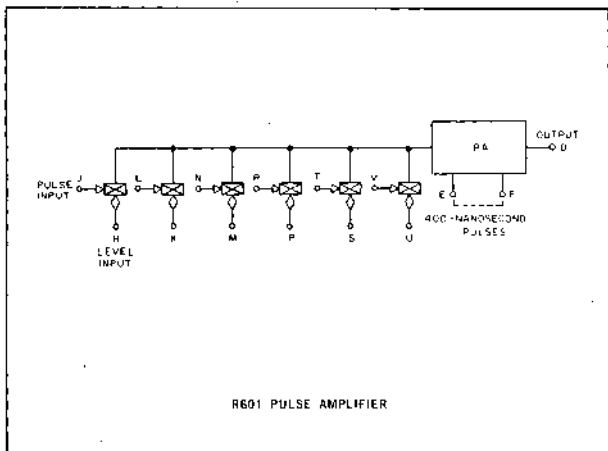 PA
OUTPUT
D
J L N R T V
PULSE
INPUT
E F
400-NANOSECOND
PULSES
H K M P S U
LEVEL
INPUT
R601 PULSE AMPLIFIER